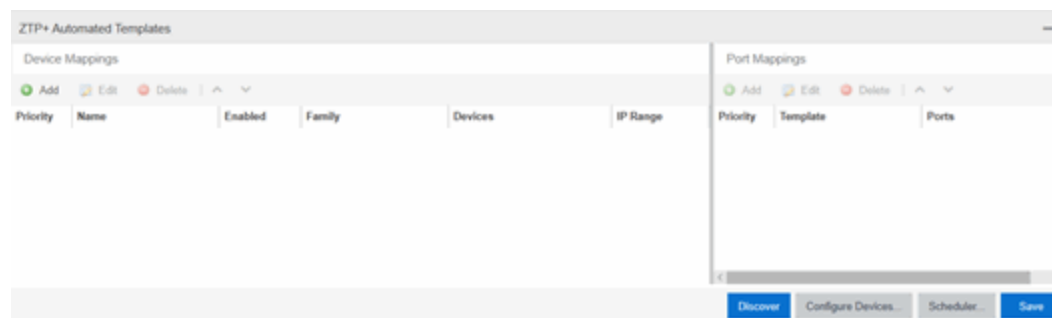 ZTP+ Automated Templates
Device Mappings Port Mappings
Add Edit Delete Add Edit Delete
Priority Name Enabled Family Devices IP Range Priority Template Ports
Discover Configure Devices... Scheduler... Save